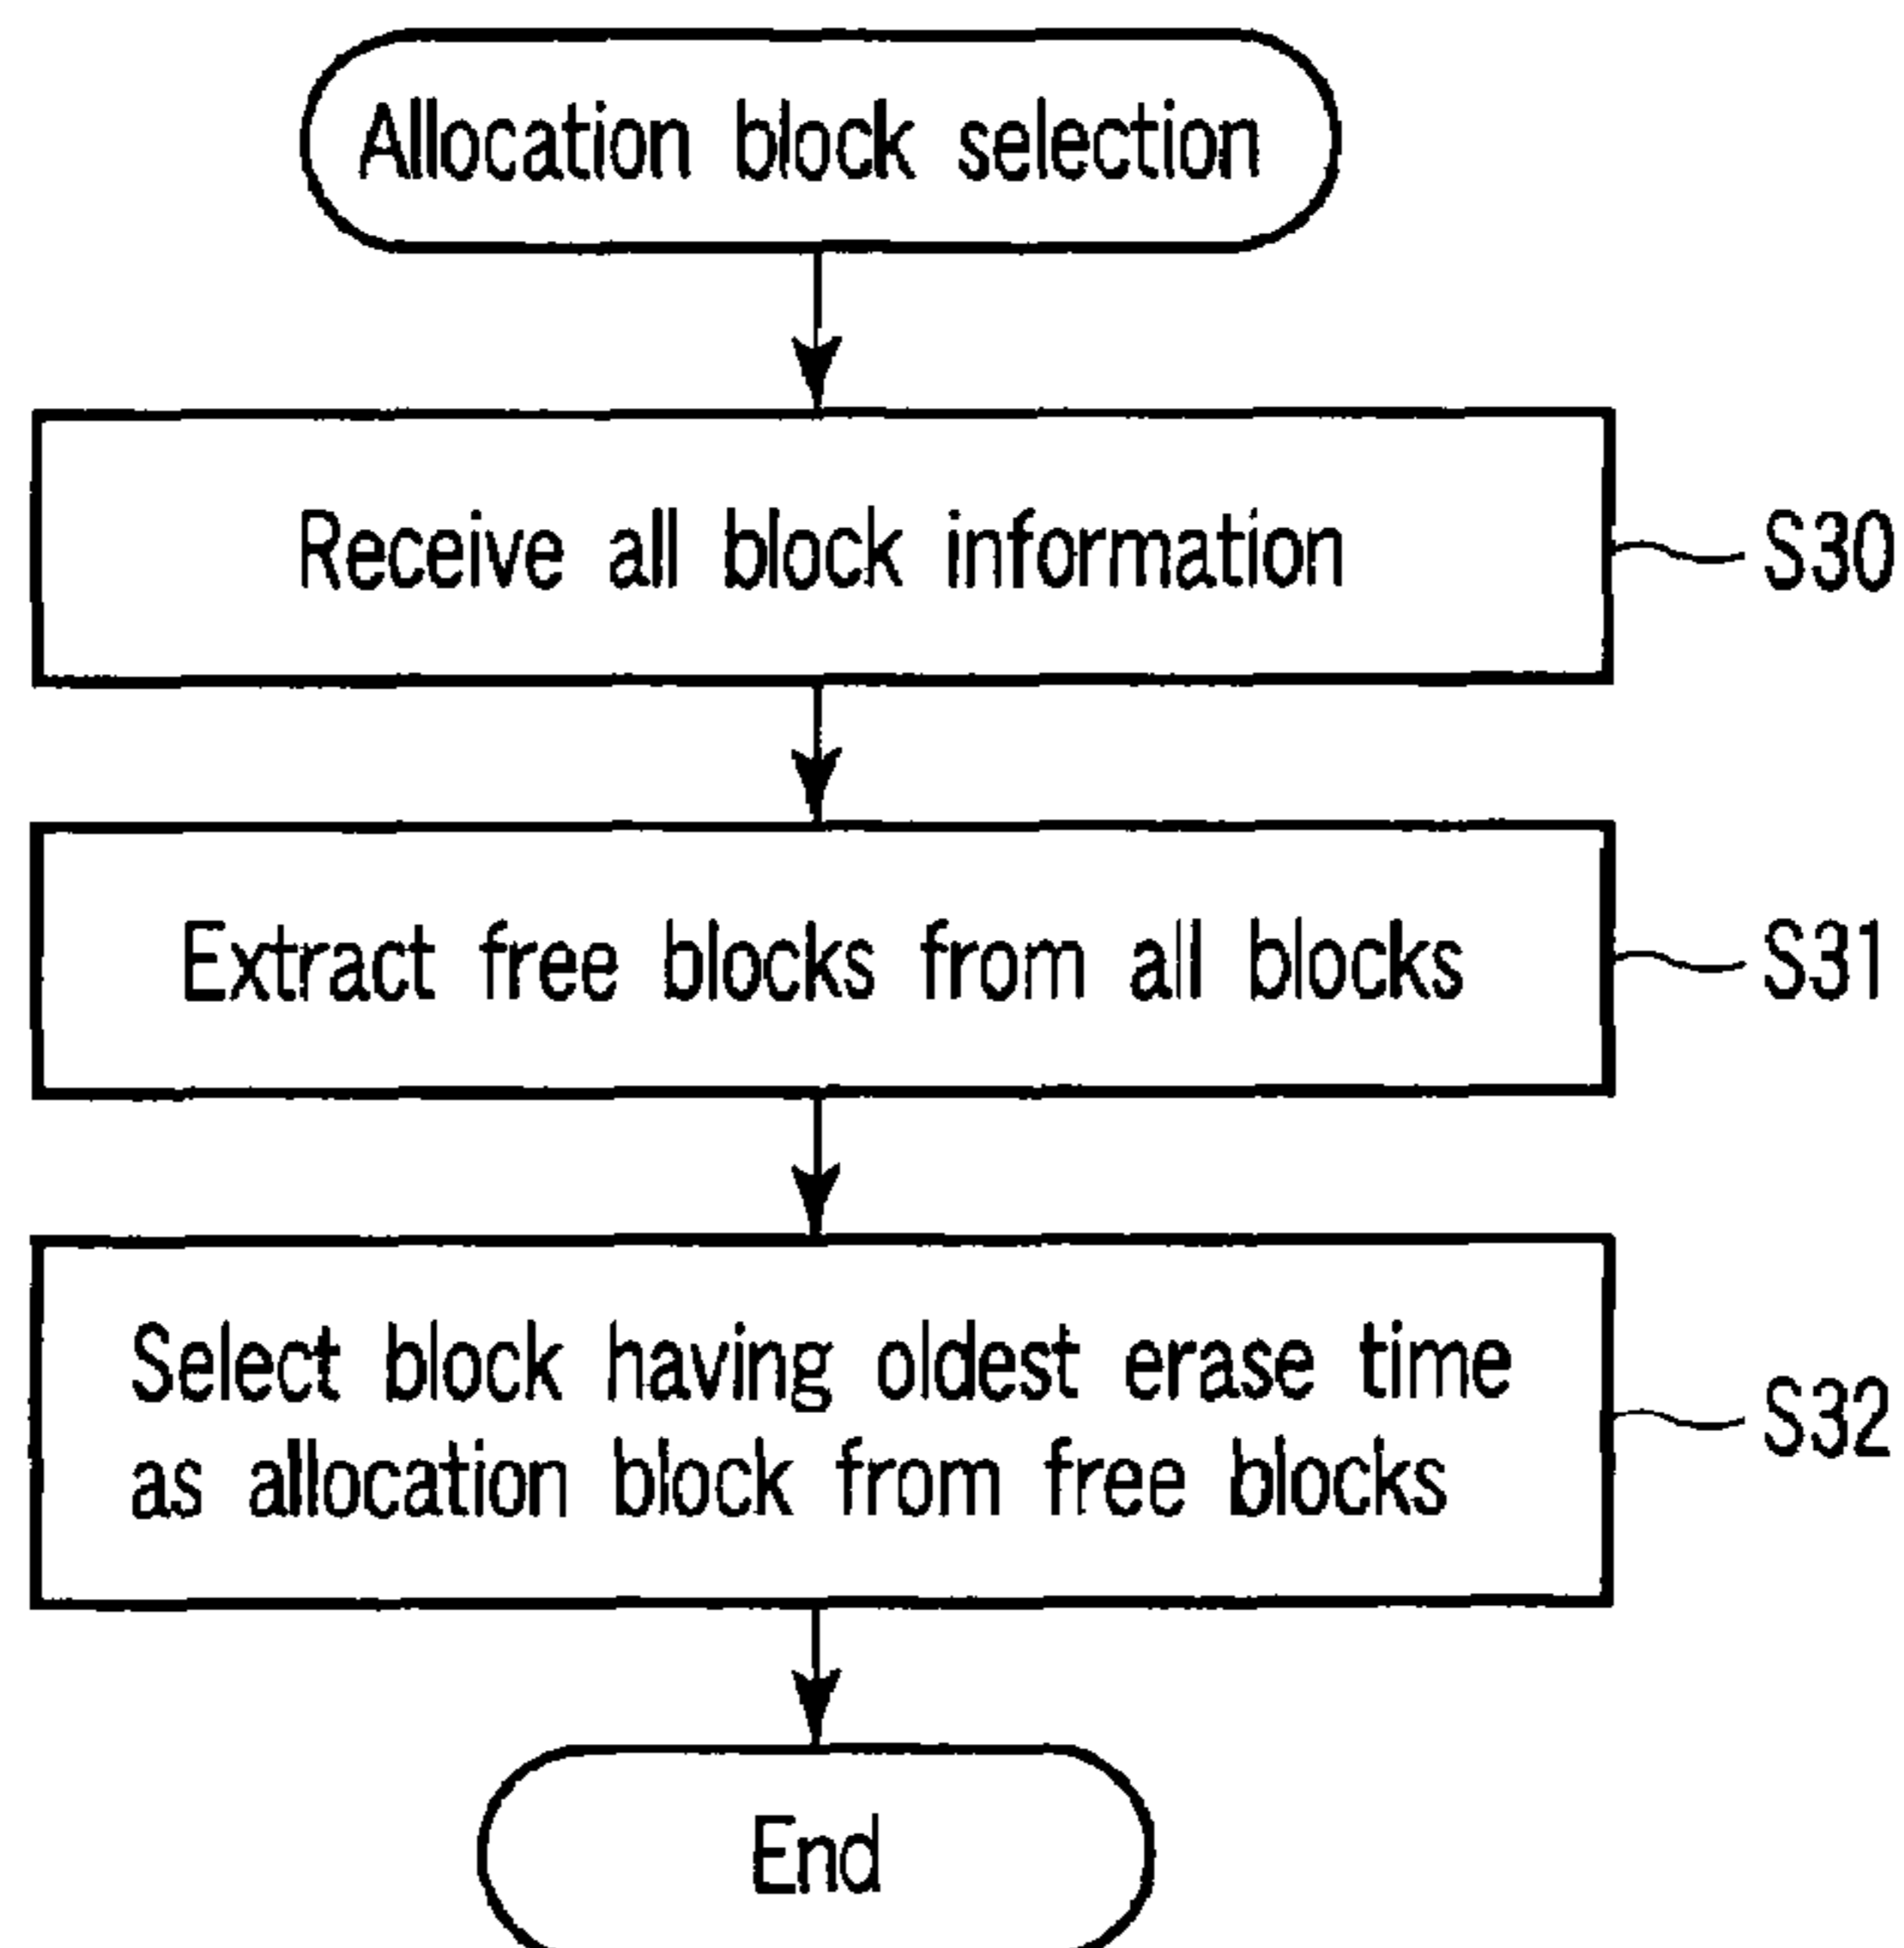 Allocation block selection
Receive all block information
S30
Extract free blocks from all blocks
S31
Select block having oldest erase time
as allocation block from free blocks
S32
End